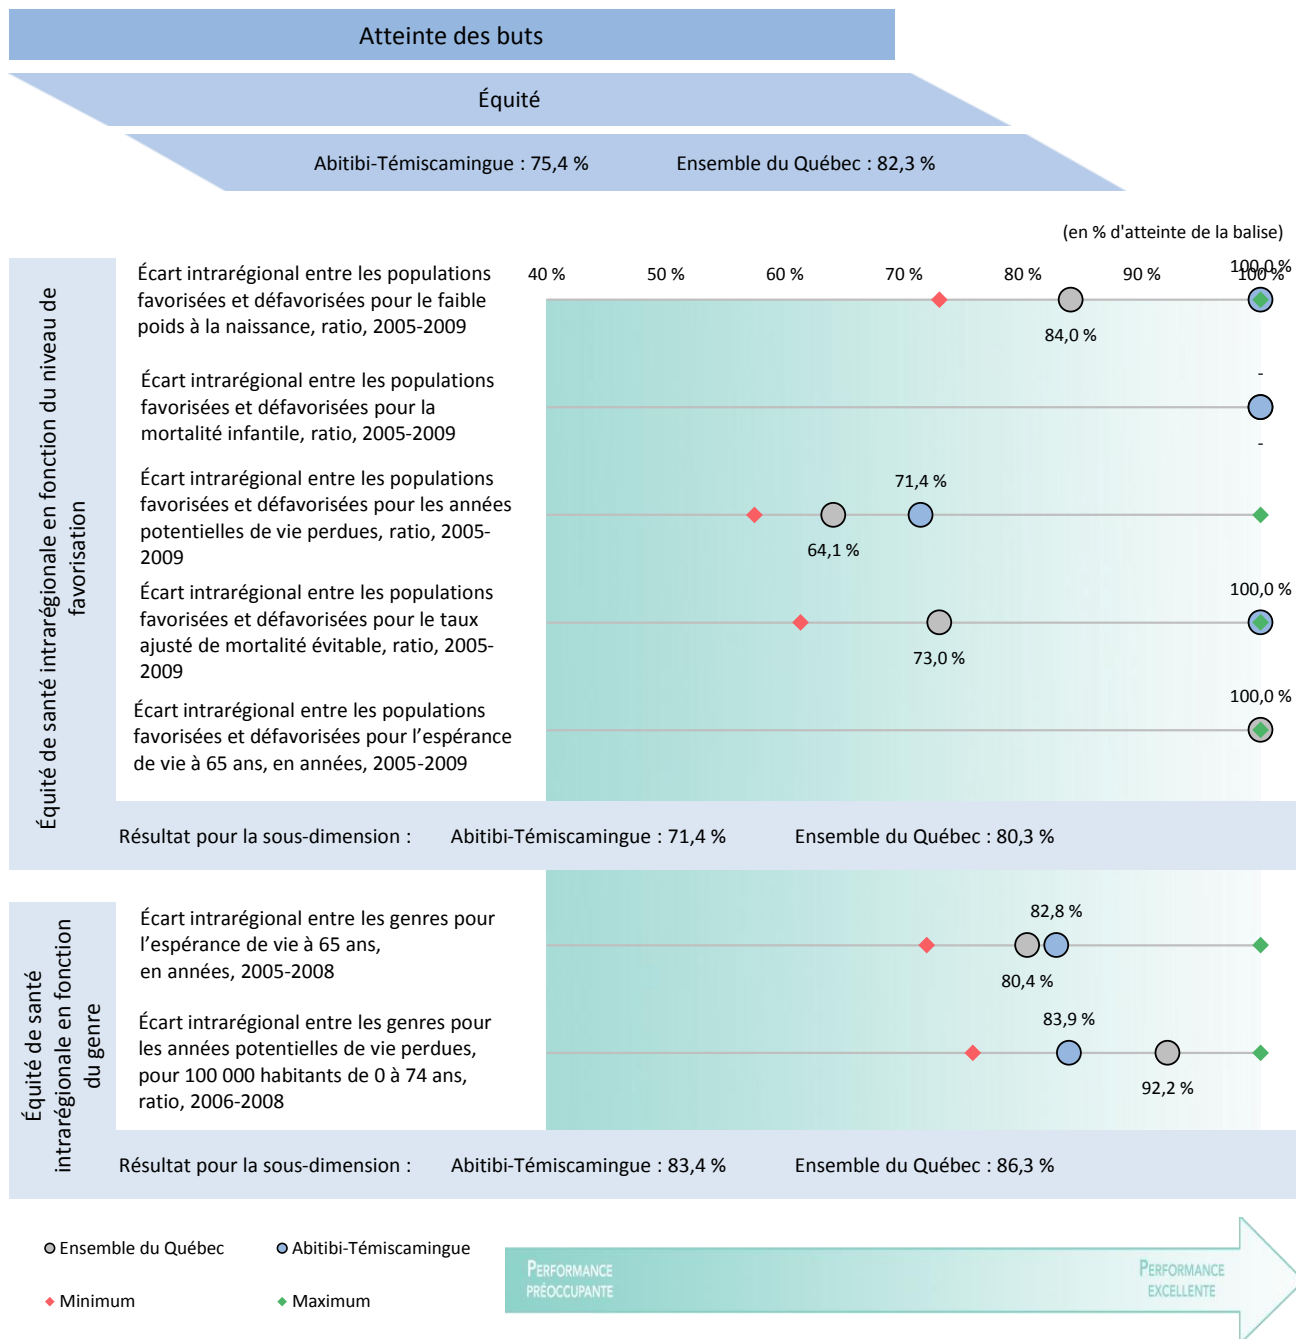 Atteinte des buts
Équité
Abitibi-Témiscamingue : 75,4 % Ensemble du Québec : 82,3 %
(en % d'atteinte de la balise)
40 % 50 % 60 % 70 % 80 % 90 % 100 %
Équité de santé intrarégionale en fonction du niveau de
favorisation
Écart intrarégional entre les populations
favorisées et défavorisées pour le faible
poids à la naissance, ratio, 2005-2009
100,0 %
84,0 %
Écart intrarégional entre les populations
favorisées et défavorisées pour la
mortalité infantile, ratio, 2005-2009
-
-
Écart intrarégional entre les populations
favorisées et défavorisées pour les années
potentielles de vie perdues, ratio, 2005-
2009
71,4 %
64,1 %
Écart intrarégional entre les populations
favorisées et défavorisées pour le taux
ajusté de mortalité évitable, ratio, 2005-
2009
100,0 %
73,0 %
Écart intrarégional entre les populations
favorisées et défavorisées pour l'espérance
de vie à 65 ans, en années, 2005-2009
100,0 %
Résultat pour la sous-dimension : Abitibi-Témiscamingue : 71,4 % Ensemble du Québec : 80,3 %
Équité de santé
intrarégionale en fonction
du genre
Écart intrarégional entre les genres pour
l'espérance de vie à 65 ans,
en années, 2005-2008
82,8 %
80,4 %
Écart intrarégional entre les genres pour
les années potentielles de vie perdues,
pour 100 000 habitants de 0 à 74 ans,
ratio, 2006-2008
83,9 %
92,2 %
Résultat pour la sous-dimension : Abitibi-Témiscamingue : 83,4 % Ensemble du Québec : 86,3 %
Ensemble du Québec Abitibi-Témiscamingue
Minimum Maximum
PERFORMANCE
PRÉOCCUPANTE
PERFORMANCE
EXCELLENTE